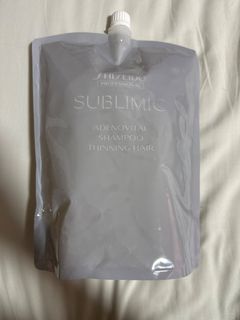 SHISEIDO
PROFESSIONAL
SUBLIMIC
ADENOVITAL
SHAMPOO
THINNING HAIR